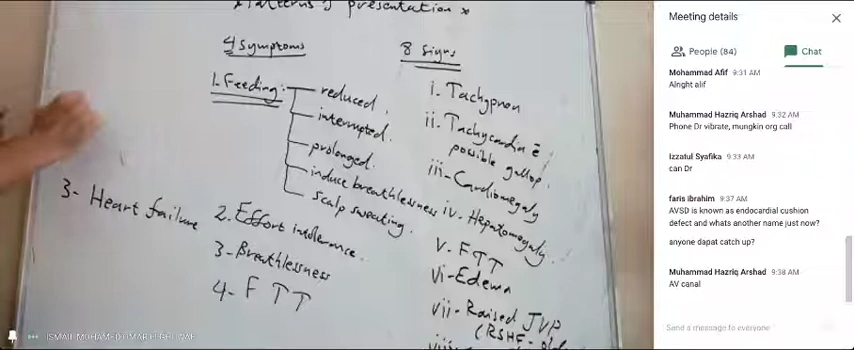 * Patterns of presentation *
4 Symptoms
1. Feeding:
reduced,
interrupted.
prolonged.
induce breathlessness
scalp sweating.
3- Heart failure
2. Effort intolerance.
3- Breathlessness
4- F T T
8 Signs
i. Tachypnea
ii. Tachycardia c̄
possible gallop.
iii- Cardiomegaly
iv. Hepatomegaly.
v. F T T
vi- Edema
vii- Raised JVP
(RSHF-
ISMAIL MOHAMED OMAR
Meeting details
People (84)
Chat
Mohammad Afif 9:31 AM
Alright alif
Muhammad Hazriq Arshad 9:32 AM
Phone Dr vibrate, mungkin org call
Izzatul Syafika 9:33 AM
can Dr
faris ibrahim 9:37 AM
AVSD is known as endocardial cushion
defect and whats another name just now?
anyone dapat catch up?
Muhammad Hazriq Arshad 9:38 AM
AV canal
Send a message to everyone